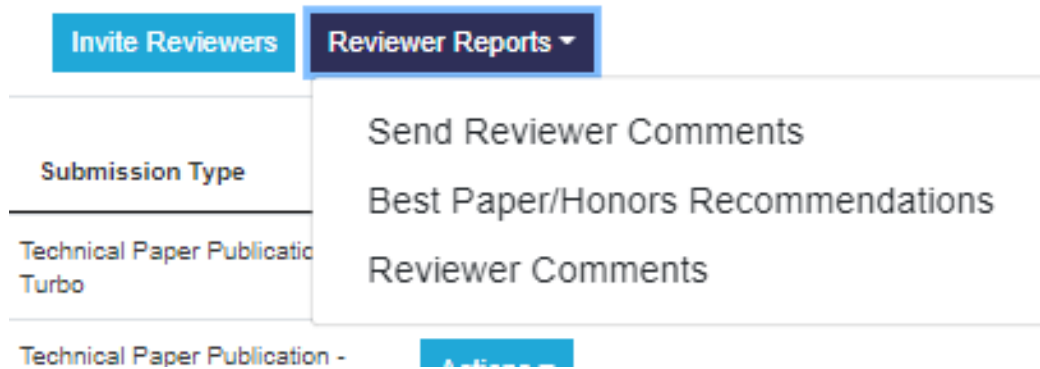 Invite Reviewers
Reviewer Reports
Send Reviewer Comments
Submission Type
Best Paper/Honors Recommendations
Technical Paper
Turbo
Reviewer Comments
Technical Paper Publication -